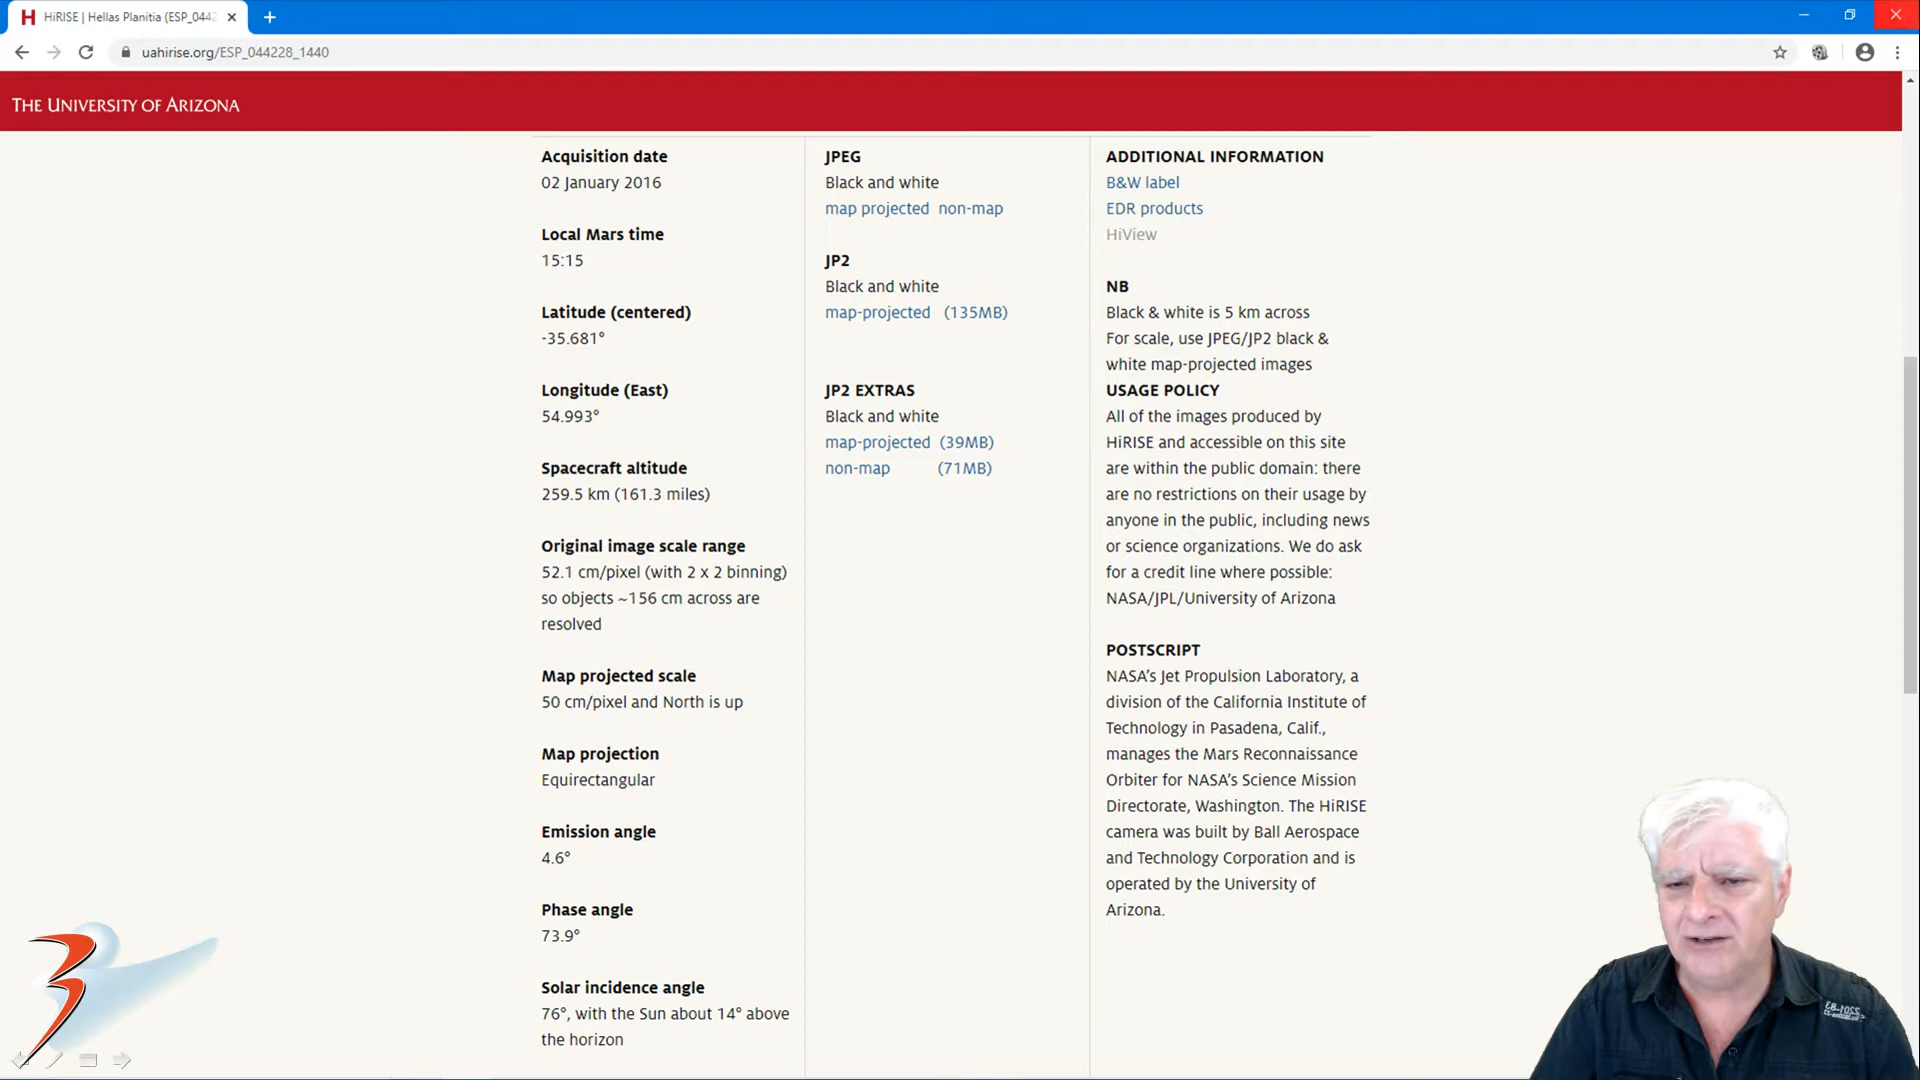 HiRISE | Hellas Planitia (ESP_044
uahirise.org/ESP_044228_1440
THE UNIVERSITY OF ARIZONA
Acquisition date
02 January 2016
Local Mars time
15:15
Latitude (centered)
-35.681°
Longitude (East)
54.993°
Spacecraft altitude
259.5 km (161.3 miles)
Original image scale range
52.1 cm/pixel (with 2 x 2 binning)
so objects ~156 cm across are
resolved
Map projected scale
50 cm/pixel and North is up
Map projection
Equirectangular
Emission angle
4.6°
Phase angle
73.9°
Solar incidence angle
76°, with the Sun about 14° above
the horizon
JPEG
Black and white
map projected non-map
JP2
Black and white
map-projected (135MB)
JP2 EXTRAS
Black and white
map-projected (39MB)
non-map (71MB)
ADDITIONAL INFORMATION
B&W label
EDR products
HiView
NB
Black & white is 5 km across
For scale, use JPEG/JP2 black &
white map-projected images
USAGE POLICY
All of the images produced by
HiRISE and accessible on this site
are within the public domain: there
are no restrictions on their usage by
anyone in the public, including news
or science organizations. We do ask
for a credit line where possible:
NASA/JPL/University of Arizona
POSTSCRIPT
NASA's Jet Propulsion Laboratory, a
division of the California Institute of
Technology in Pasadena, Calif.,
manages the Mars Reconnaissance
Orbiter for NASA's Science Mission
Directorate, Washington. The HiRISE
camera was built by Ball Aerospace
and Technology Corporation and is
operated by the University of
Arizona.